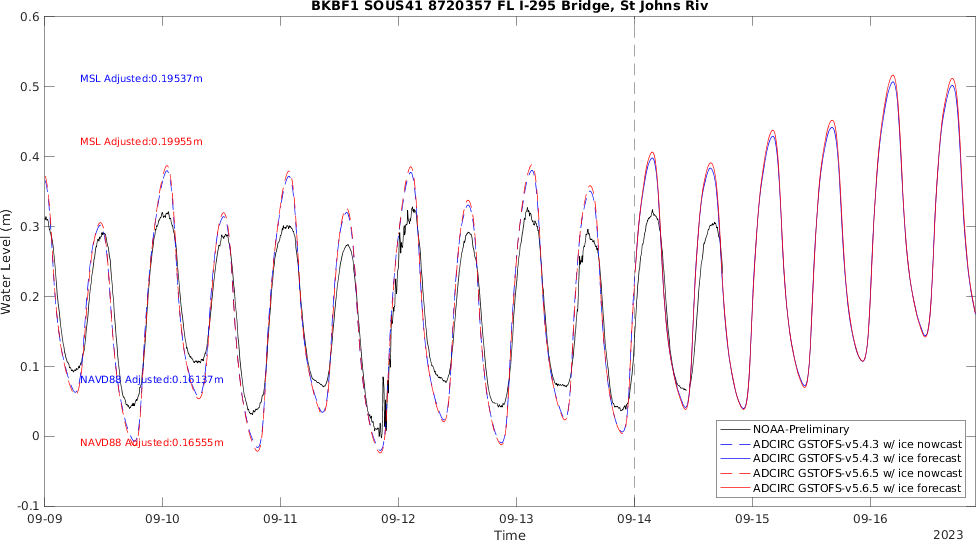 BKBF1 SOUS41 8720357 FL I-295 Bridge, St Johns Riv
0.6
0.5
0.4
0.3
0.2
0.1
0
-0.1
Water Level (m)
MSL Adjusted:0.19537m
MSL Adjusted:0.19955m
NAVD88 Adjusted:0.16137m
NAVD88 Adjusted:0.16555m
NOAA-Preliminary
ADCIRC GSTOFS-v5.4.3 w/ ice nowcast
ADCIRC GSTOFS-v5.4.3 w/ ice forecast
ADCIRC GSTOFS-v5.6.5 w/ ice nowcast
ADCIRC GSTOFS-v5.6.5 w/ ice forecast
09-09 09-10 09-11 09-12 09-13 09-14 09-15 09-16
Time
2023